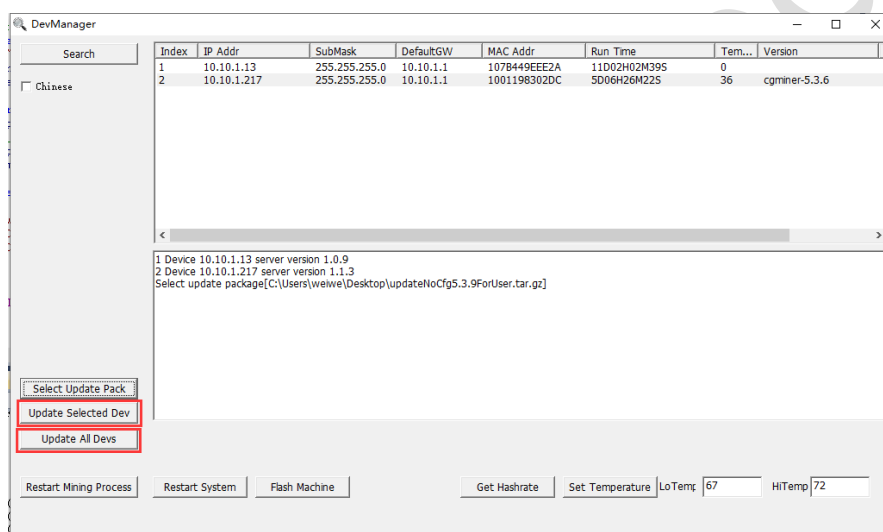 DevManager
Search
Chinese
Index IP Addr SubMask DefaultGW MAC Addr Run Time Tem... Version
1 10.10.1.13 255.255.255.0 10.10.1.1 107B449EEE2A 11D02H02M39S 0
2 10.10.1.217 255.255.255.0 10.10.1.1 1001198302DC 5D06H26M22S 36 cgminer-5.3.6
1 Device 10.10.1.13 server version 1.0.9
2 Device 10.10.1.217 server version 1.1.3
Select update package[C:\Users\weiwe\Desktop\updateNoCfg5.3.9ForUser.tar.gz]
Select Update Pack
Update Selected Dev
Update All Devs
Restart Mining Process Restart System Flash Machine Get Hashrate Set Temperature LoTemp 67 HiTemp 72